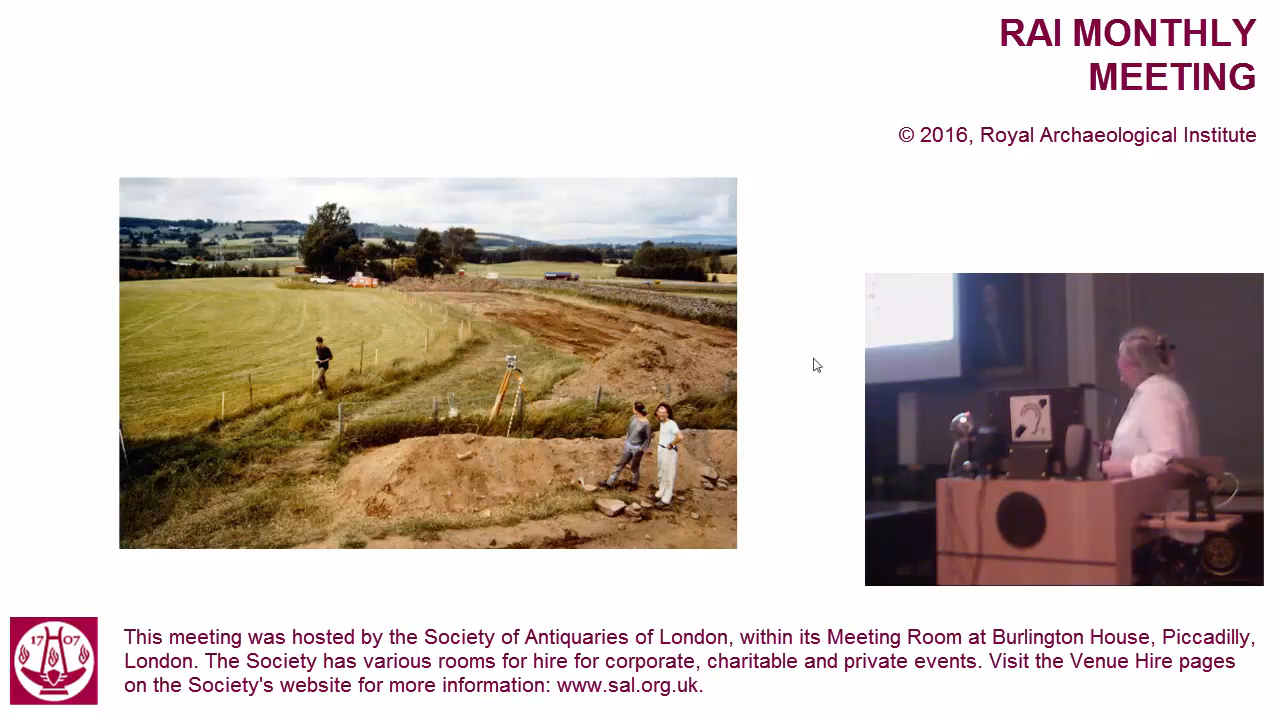 RAI MONTHLY
MEETING
© 2016, Royal Archaeological Institute
17 07
This meeting was hosted by the Society of Antiquaries of London, within its Meeting Room at Burlington House, Piccadilly,
London. The Society has various rooms for hire for corporate, charitable and private events. Visit the Venue Hire pages
on the Society's website for more information: www.sal.org.uk.